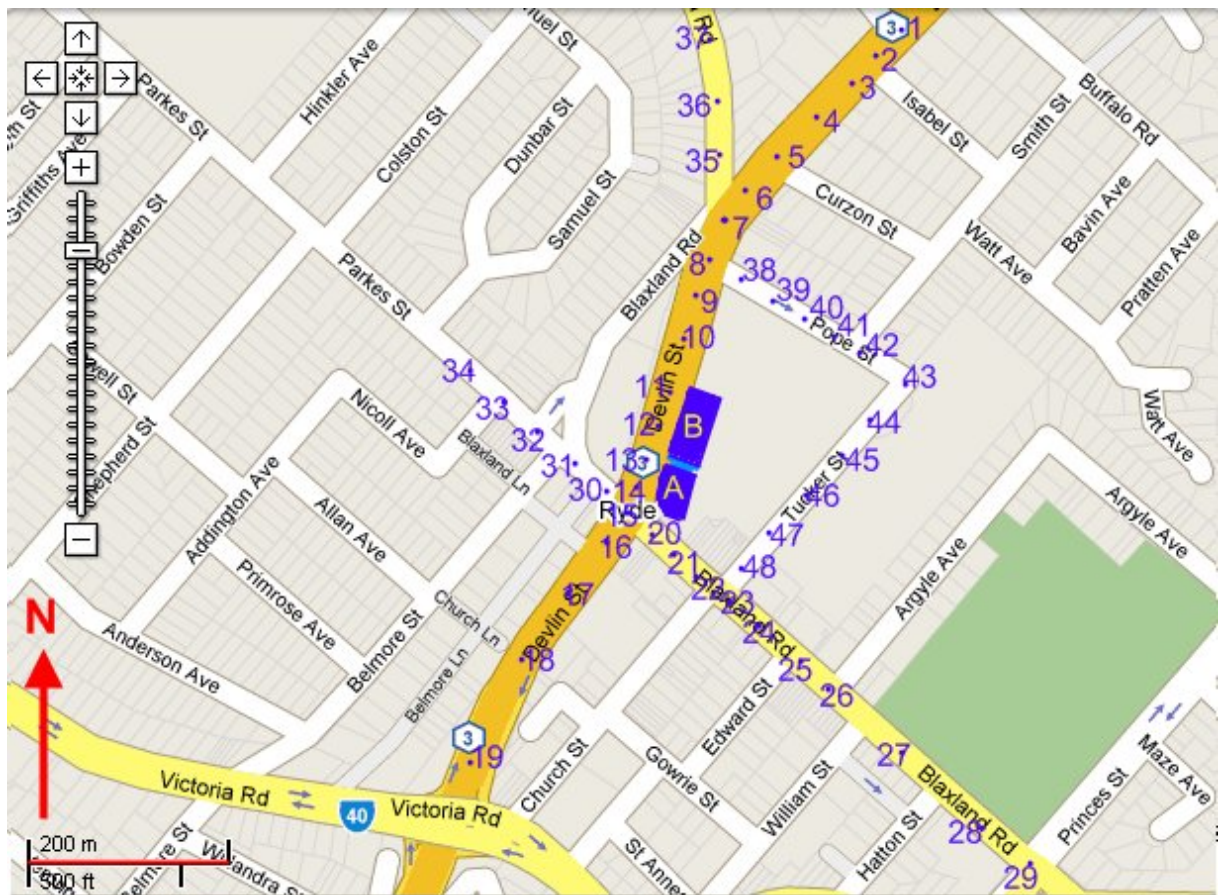 37
Rd
3
1
2
3
4
5
6
7
8
9
10
11
12
13
3
14
15
16
17
18
19
20
21
22
23
24
25
26
27
28
29
30
31
32
33
34
35
36
38
39
40
41
42
43
44
45
46
47
48
A
B
Ryde
Parkes St
Hinkler Ave
Samuel St
Colston St
Dunbar St
Griffiths Ave
Bowden St
Parkes St
Blaxland Rd
Isabel St
Smith St
Buffalo Rd
Curzon St
Bavin Ave
Watt Ave
Pratten Ave
Pope St
Devlin St
Watt Ave
Nicoll Ave
Blaxland Ln
Shepherd St
Addington Ave
Allan Ave
Tucker St
Argyle Ave
Argyle Ave
Primrose Ave
Church Ln
Devlin St
Blaxland Rd
Anderson Ave
Belmore St
Belmore Ln
Edward St
N
3
Victoria Rd
40
Victoria Rd
Church St
Gowrie St
William St
Blaxland Rd
Princes St
Maze Ave
Belmore St
Hatton St
200 m
500 ft